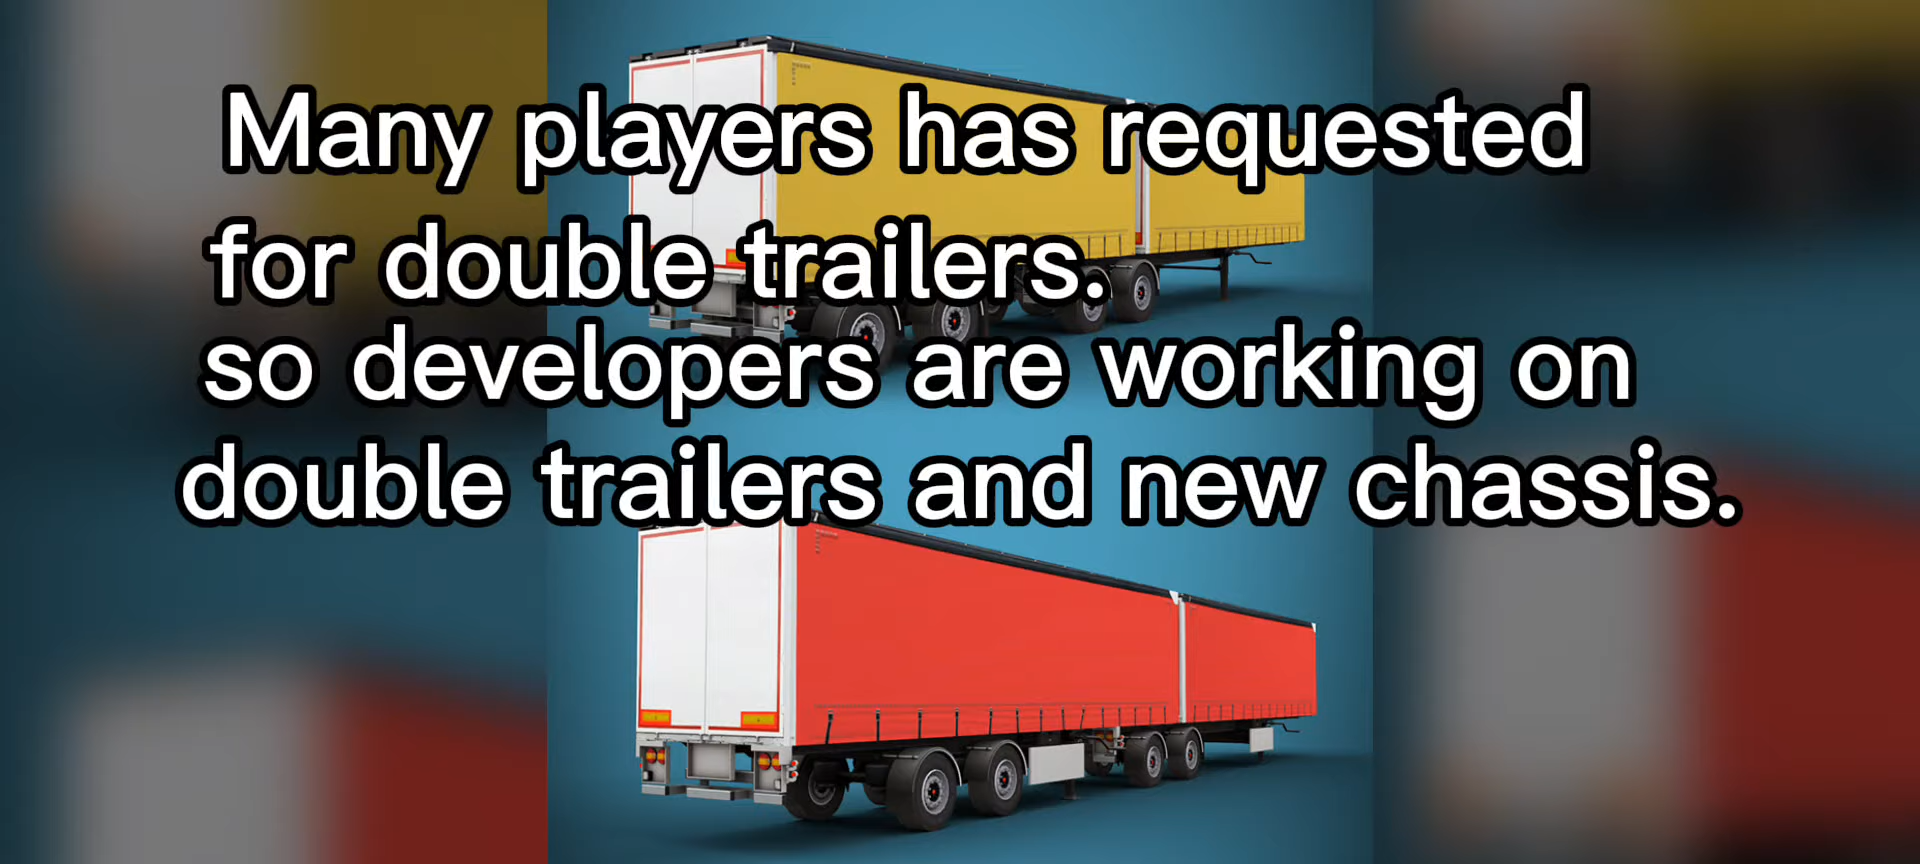 Many players has requested
for double trailers.
so developers are working on
double trailers and new chassis.